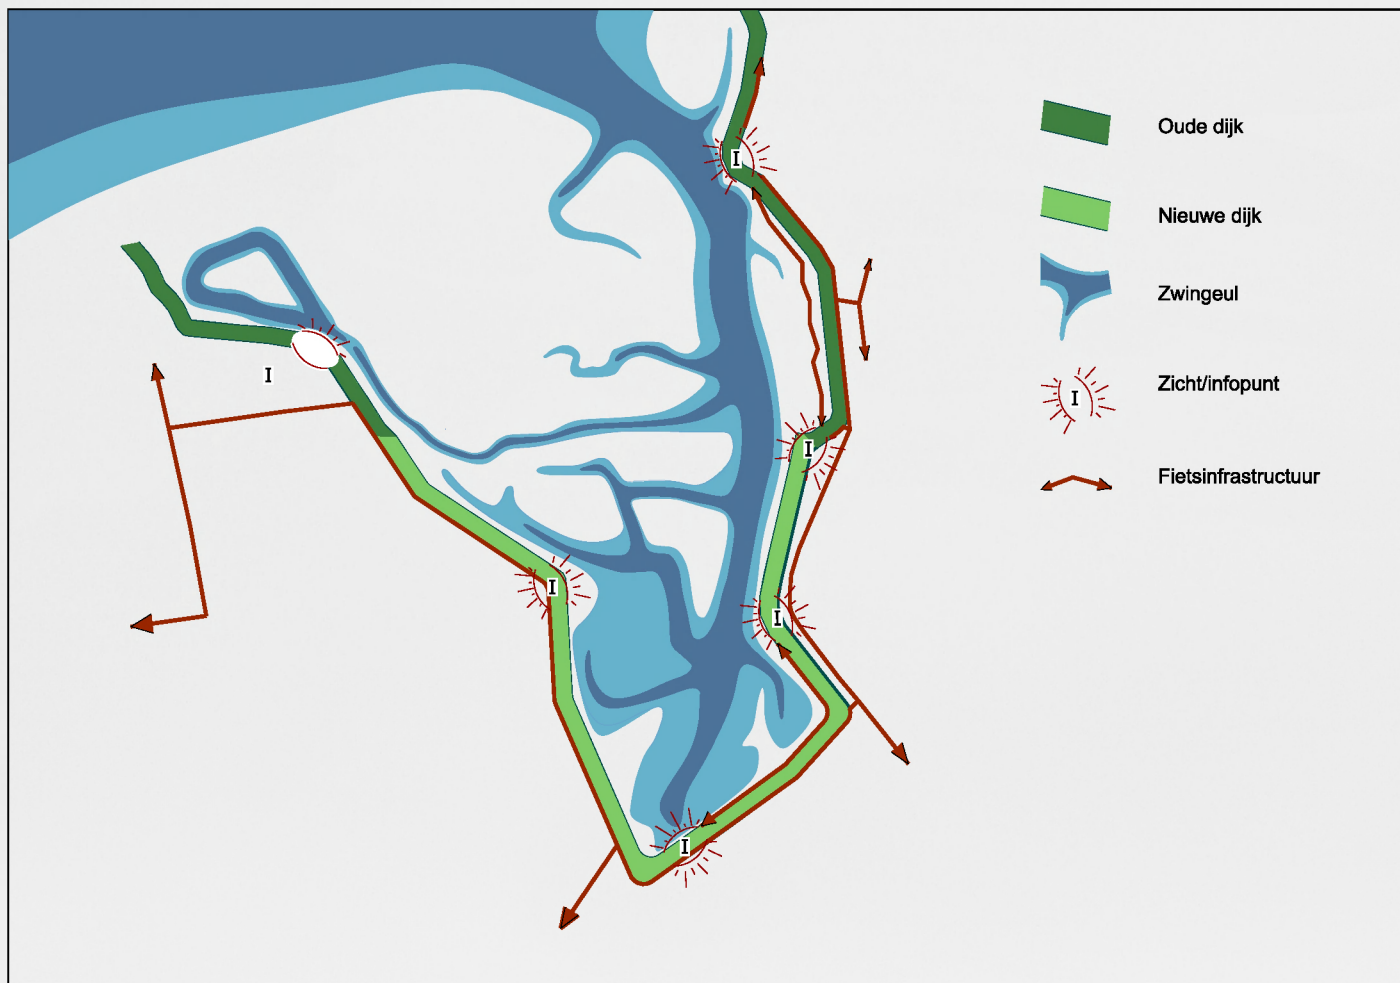 I
Oude dijk
Nieuwe dijk
Zwingeul
I
I
Zicht/infopunt
I
Fietsinfrastructuur
I
I
I